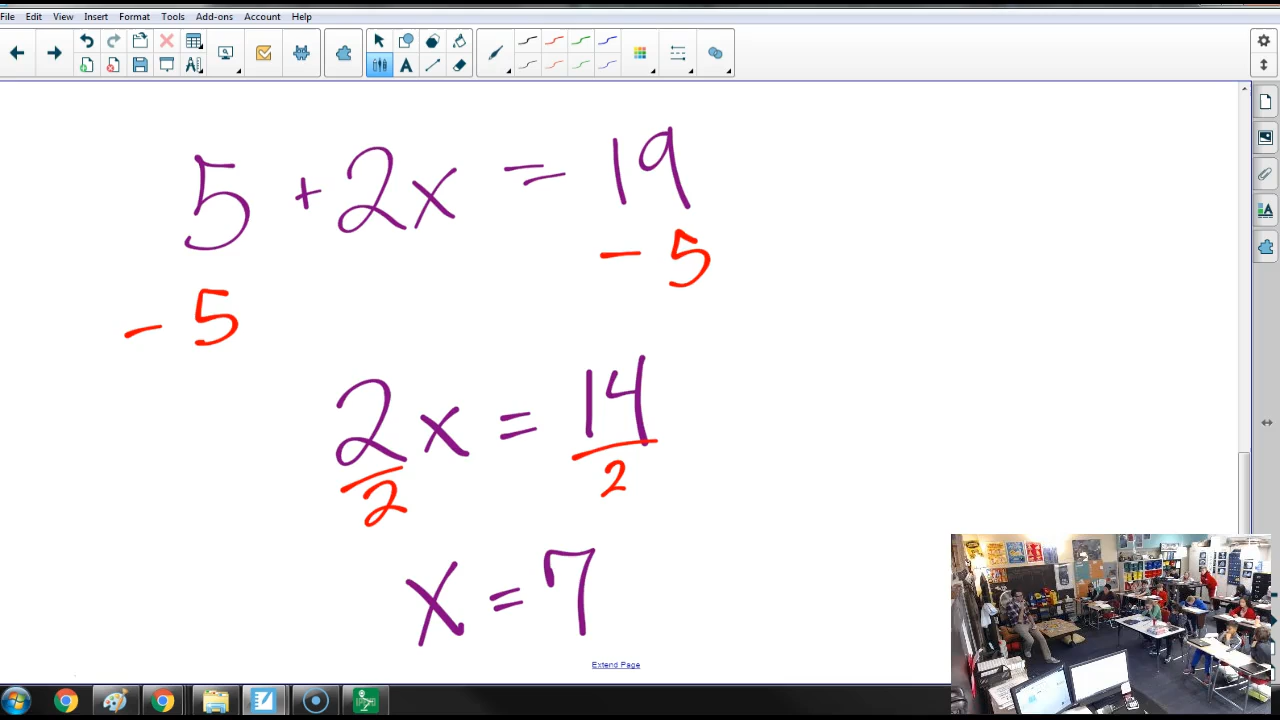 File Edit View Insert Format Tools Add-ons Account Help
5 + 2x = 19
- 5
- 5
2x = 14
2 2
x = 7
Extend Page